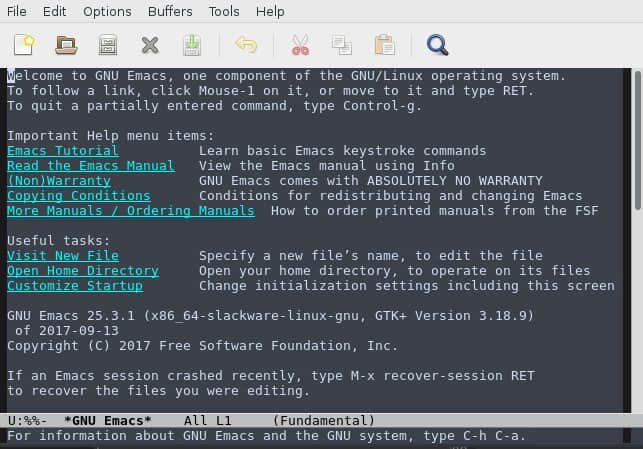 File Edit Options Buffers Tools Help
Welcome to GNU Emacs, one component of the GNU/Linux operating system.
To follow a link, click Mouse-1 on it, or move to it and type RET.
To quit a partially entered command, type Control-g.
Important Help menu items:
Emacs Tutorial Learn basic Emacs keystroke commands
Read the Emacs Manual View the Emacs manual using Info
(Non)Warranty GNU Emacs comes with ABSOLUTELY NO WARRANTY
Copying Conditions Conditions for redistributing and changing Emacs
More Manuals / Ordering Manuals How to order printed manuals from the FSF
Useful tasks:
Visit New File Specify a new file’s name, to edit the file
Open Home Directory Open your home directory, to operate on its files
Customize Startup Change initialization settings including this screen
GNU Emacs 25.3.1 (x86_64-slackware-linux-gnu, GTK+ Version 3.18.9)
of 2017-09-13
Copyright (C) 2017 Free Software Foundation, Inc.
If an Emacs session crashed recently, type M-x recover-session RET
to recover the files you were editing.
U:%%- *GNU Emacs* All L1 (Fundamental)
For information about GNU Emacs and the GNU system, type C-h C-a.